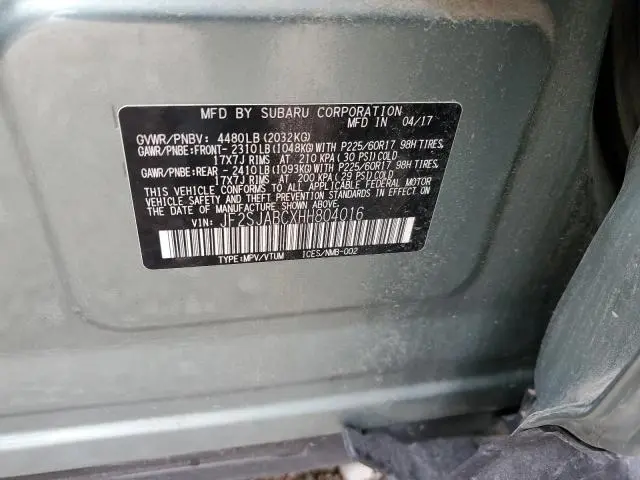 MFD BY SUBARU CORPORATION
MFD IN 04/17
GVWR/PNBV: 4480LB (2032KG)
GAWR/PNBE:FRONT- 2310LB (1048KG) WITH P225/60R17 98H TIRES,
17X7J RIMS AT 210 KPA (30 PSI) COLD
GAWR/PNBE:REAR - 2410LB (1093KG) WITH P225/60R17 98H TIRES,
17X7J RIMS AT 200 KPA (29 PSI) COLD
THIS VEHICLE CONFORMS TO ALL APPLICABLE
FEDERAL MOTOR VEHICLE SAFETY STANDARDS
IN EFFECT ON THE DATE OF MANUFACTURE
VEHICLE SAFETY, BUMPER, AND THEFT PREVENTION
SHOWN ABOVE.
VIN: JF2SJABCXHH804016
TYPE:MPV/VTUM ICES/NMB-002